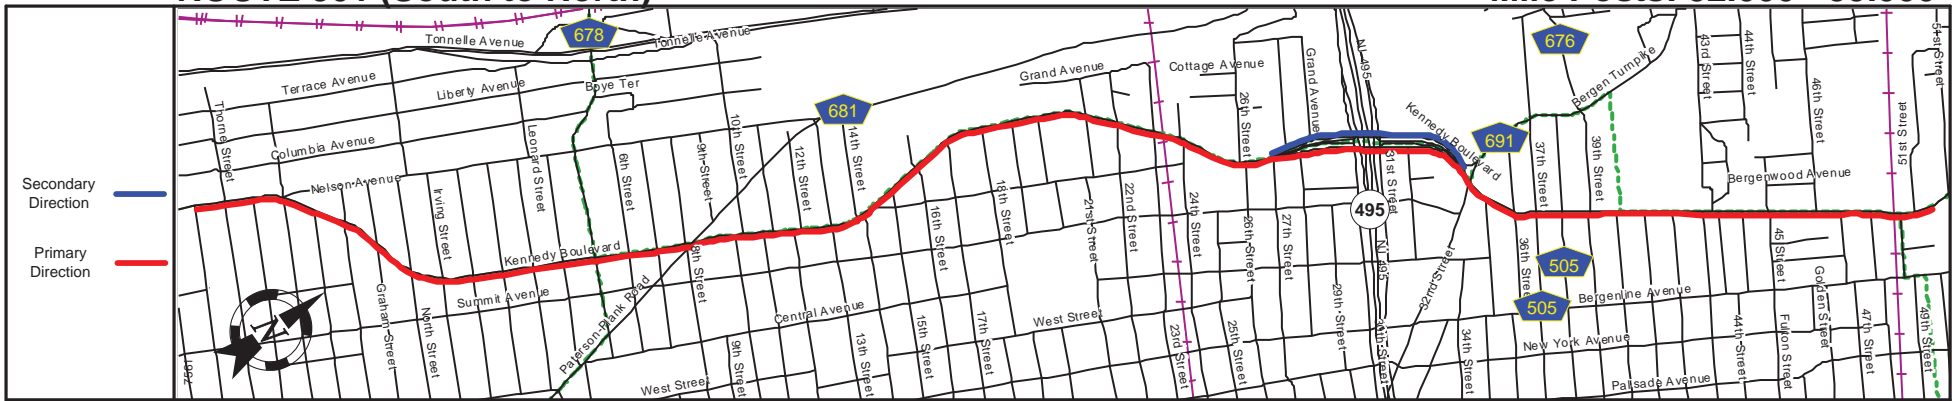 Secondary
Direction
Primary
Direction
678
Tonnelle Avenue
Tonnelle Avenue
Terrace Avenue
Liberty Avenue
Boye Ter
Columbia Avenue
Nelson Avenue
Thorne Street
Leonard Street
Irving Street
6th Street
9th Street
10th Street
12th Street
681
14th Street
Kennedy Boulevard
Summit Avenue
Graham Street
North Street
Paterson Plank Road
8th Street
9th Street
West Street
Central Avenue
13th Street
15th Street
16th Street
17th Street
18th Street
West Street
21st Street
22nd Street
23rd Street
24th Street
25th Street
26th Street
26th Street
27th Street
29th Street
30th Street
31st Street
32nd Street
34th Street
Grand Avenue
Cottage Avenue
Grand Avenue
NJ 495
495
NJ 495
Kennedy Boulevard
691
676
Bergen Turnpike
37th Street
39th Street
36th Street
505
505
Bergenline Avenue
New York Avenue
Palisade Avenue
43rd Street
44th Street
46th Street
Bergenwood Avenue
45 Street
Golden Street
Fulton Street
44th Street
47th Street
49th Street
51st Street
51st Street